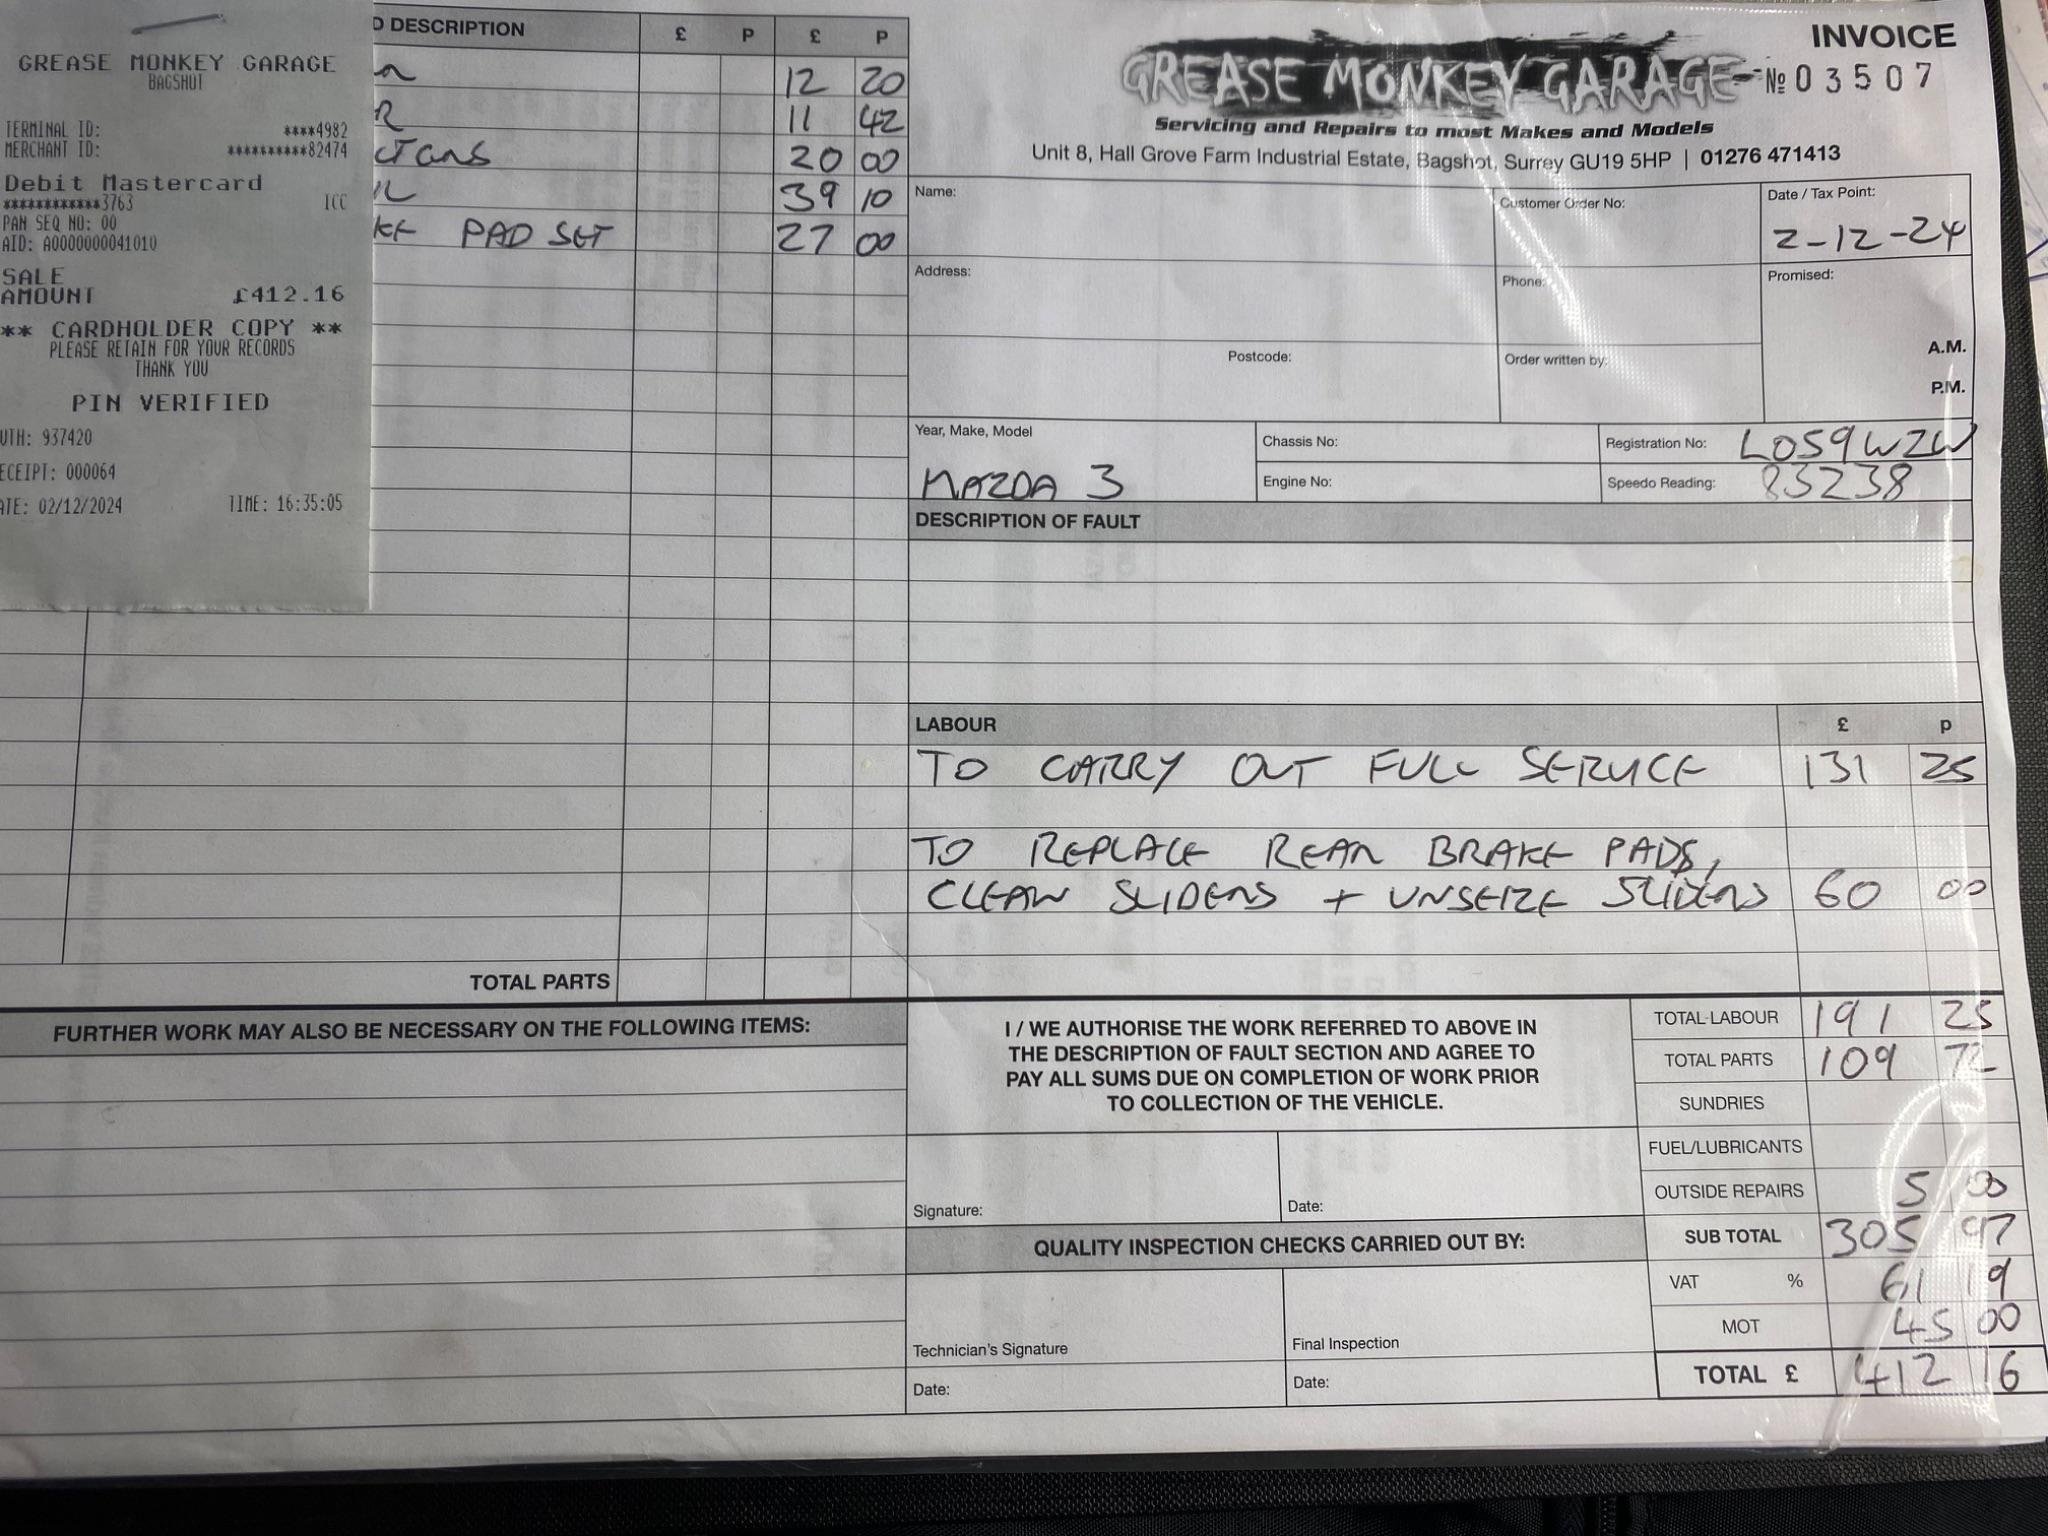 GREASE MONKEY GARAGE
BAGSHOT
TERMINAL ID: ****4982
MERCHANT ID: **********82474
Debit Mastercard
************3763 ICC
PAN SEQ NO: 00
AID: A0000000041010
SALE
AMOUNT £412.16
** CARDHOLDER COPY **
PLEASE RETAIN FOR YOUR RECORDS
THANK YOU
PIN VERIFIED
UTH: 937420
ECEIPT: 000064
ATE: 02/12/2024 TIME: 16:35:05
D DESCRIPTION £ P £ P
12 20
R 11 42
20 00
IL 39 10
KE PAD SET 27 00
TOTAL PARTS
FURTHER WORK MAY ALSO BE NECESSARY ON THE FOLLOWING ITEMS:
INVOICE
GREASE MONKEY GARAGE № 03507
Servicing and Repairs to most Makes and Models
Unit 8, Hall Grove Farm Industrial Estate, Bagshot, Surrey GU19 5HP | 01276 471413
Name: Customer Order No: Date / Tax Point:
2-12-24
Address: Phone: Promised:
Postcode: Order written by: A.M.
P.M.
Year, Make, Model Chassis No: Registration No: LO59WZW
MAZDA 3 Engine No: Speedo Reading: 83238
DESCRIPTION OF FAULT
LABOUR £ p
TO CARRY OUT FULL SERVICE 131 25
TO REPLACE REAR BRAKE PADS,
CLEAN SLIDERS + UNSEIZE SLIDERS 60 00
I / WE AUTHORISE THE WORK REFERRED TO ABOVE IN
THE DESCRIPTION OF FAULT SECTION AND AGREE TO
PAY ALL SUMS DUE ON COMPLETION OF WORK PRIOR
TO COLLECTION OF THE VEHICLE.
Signature: Date:
QUALITY INSPECTION CHECKS CARRIED OUT BY:
Technician's Signature Final Inspection
Date: Date:
TOTAL LABOUR 191 25
TOTAL PARTS 109 72
SUNDRIES
FUEL/LUBRICANTS
OUTSIDE REPAIRS 5 00
SUB TOTAL 305 97
VAT % 61 19
MOT 45 00
TOTAL £ 412 16